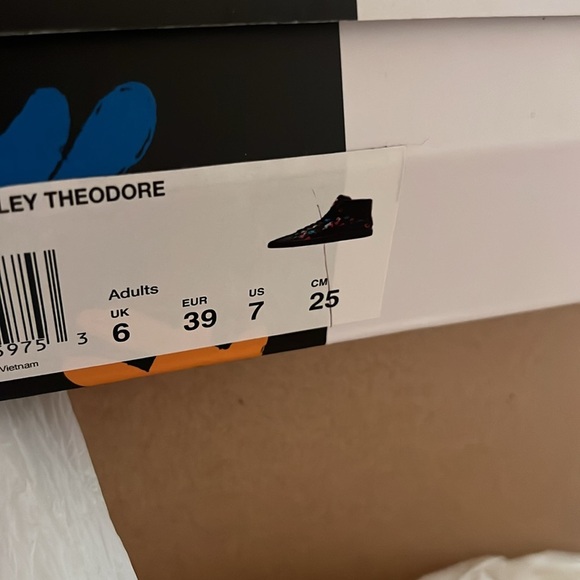 LEY THEODORE
Adults
UK EUR US CM
6 39 7 25
5975 3
Vietnam